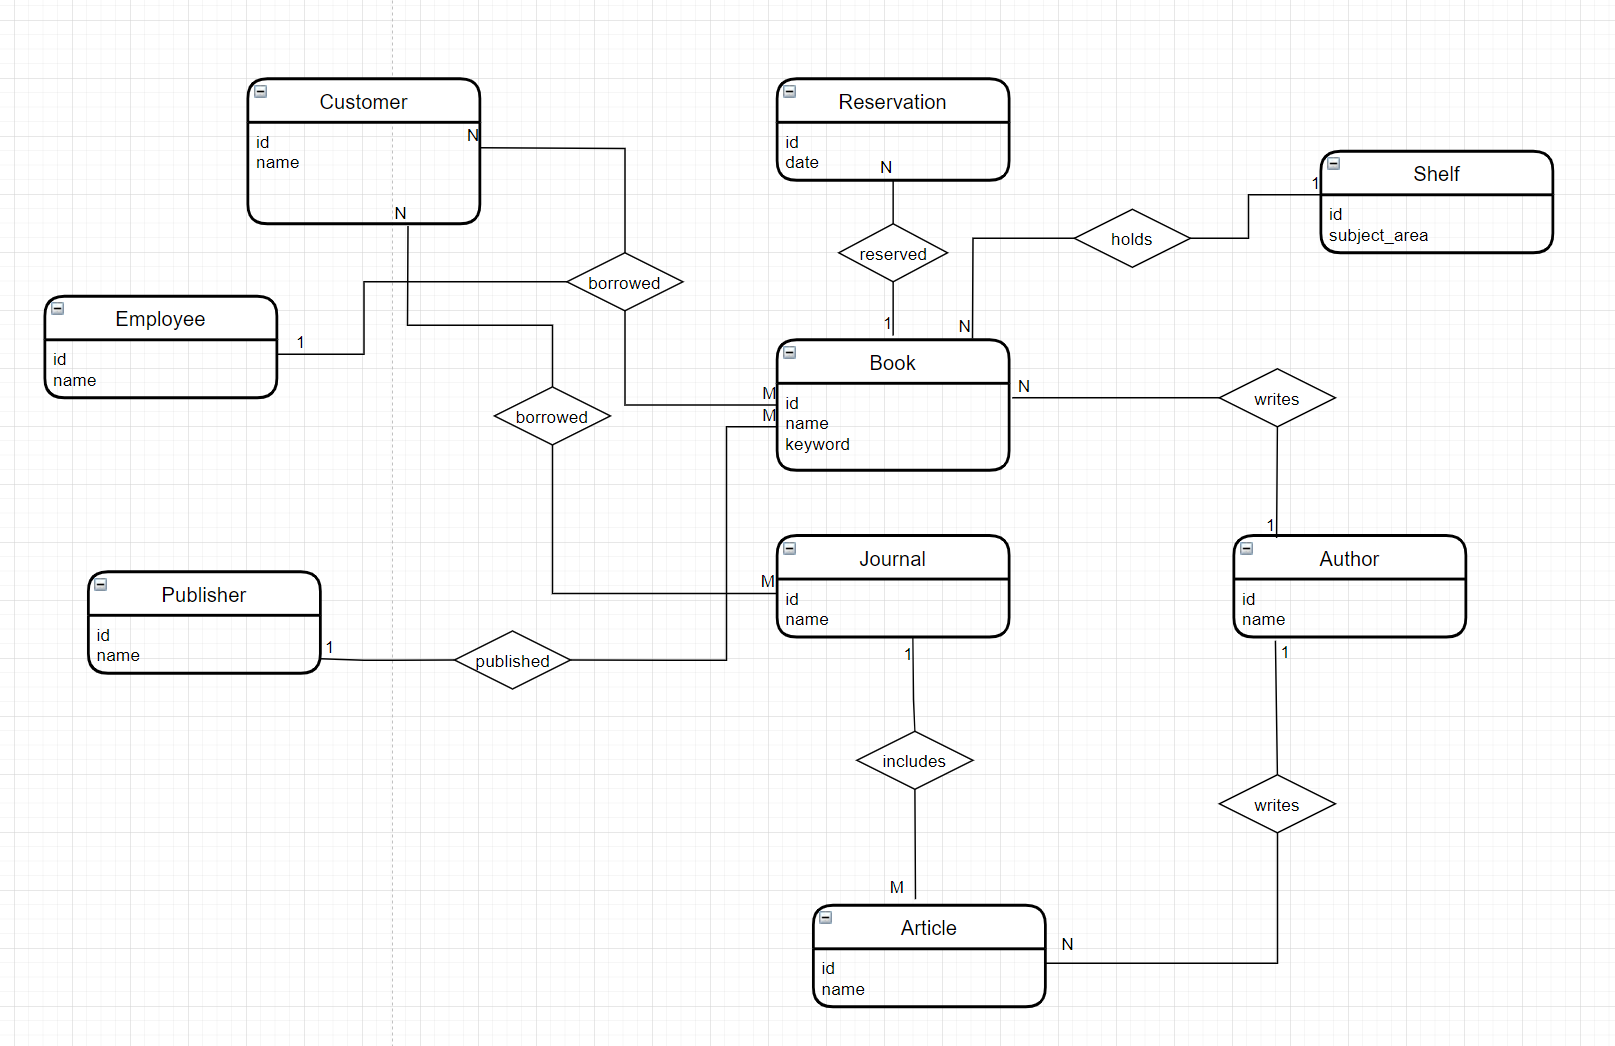 Customer
id
name
N
N
Reservation
id
date
N
reserved
1
Shelf
id
subject_area
1
holds
N
borrowed
Employee
id
name
1
borrowed
Book
id
name
keyword
M
M
N
writes
1
Journal
id
name
M
1
Author
id
name
1
Publisher
id
name
1
published
includes
M
writes
Article
id
name
N